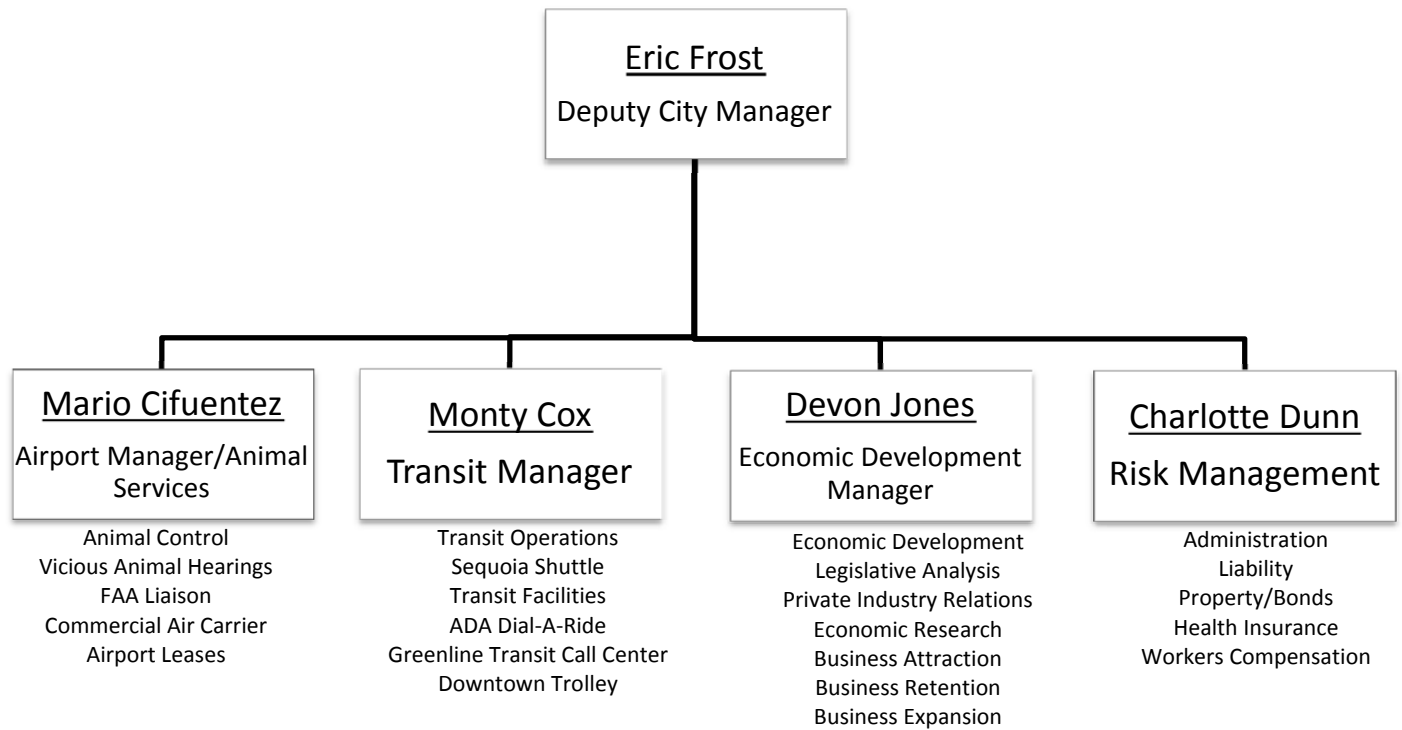 Eric Frost
Deputy City Manager
Mario Cifuentez
Airport Manager/Animal
Services
Animal Control
Vicious Animal Hearings
FAA Liaison
Commercial Air Carrier
Airport Leases
Monty Cox
Transit Manager
Transit Operations
Sequoia Shuttle
Transit Facilities
ADA Dial-A-Ride
Greenline Transit Call Center
Downtown Trolley
Devon Jones
Economic Development
Manager
Economic Development
Legislative Analysis
Private Industry Relations
Economic Research
Business Attraction
Business Retention
Business Expansion
Charlotte Dunn
Risk Management
Administration
Liability
Property/Bonds
Health Insurance
Workers Compensation